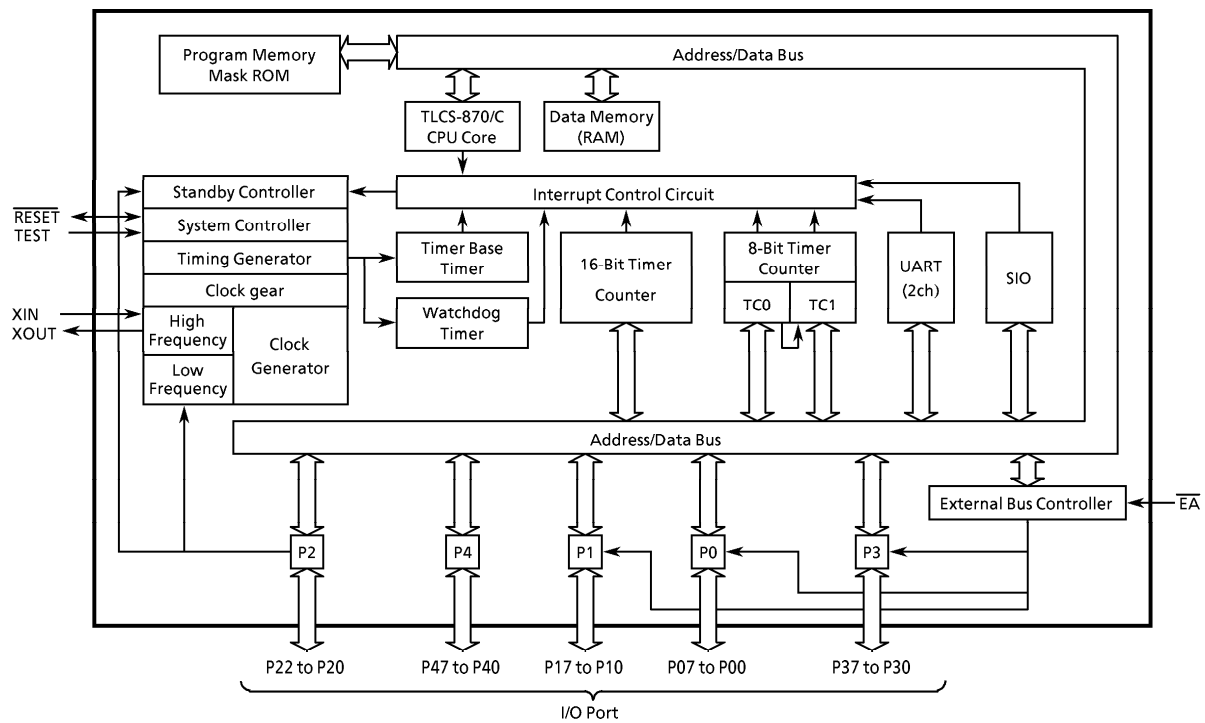 Program Memory
Mask ROM
Address/Data Bus
TLCS-870/C
CPU Core
Data Memory
(RAM)
Standby Controller
Interrupt Control Circuit
RESET
TEST
System Controller
Timing Generator
Timer Base
Timer
16-Bit Timer
Counter
8-Bit Timer
Counter
TC0
TC1
UART
(2ch)
SIO
Clock gear
XIN
XOUT
High
Frequency
Clock
Generator
Low
Frequency
Watchdog
Timer
Address/Data Bus
External Bus Controller
EA
P2
P4
P1
P0
P3
P22 to P20
P47 to P40
P17 to P10
P07 to P00
P37 to P30
I/O Port